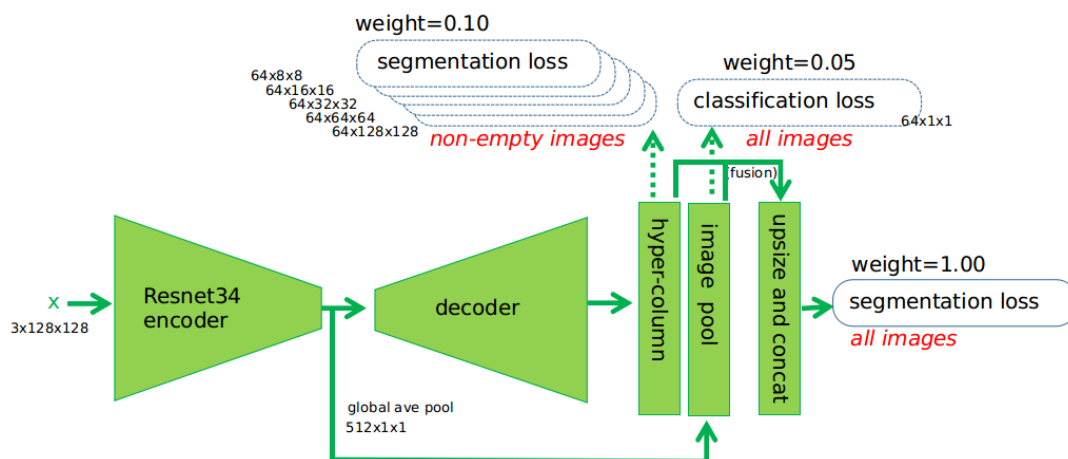 weight=0.10
segmentation loss
64x8x8
64x16x16
64x32x32
64x64x64
64x128x128
non-empty images
weight=0.05
classification loss
64x1x1
all images
(fusion)
x
3x128x128
Resnet34
encoder
decoder
hyper-column
image pool
upsize and concat
weight=1.00
segmentation loss
all images
global ave pool
512x1x1